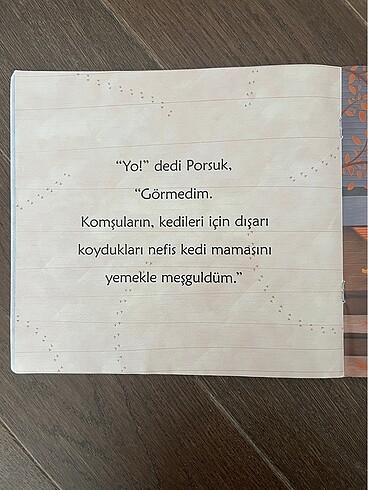 “Yo!” dedi Porsuk,
“Görmedim.
Komşuların, kedileri için dışarı
koydukları nefis kedi mamasını
yemekle meşguldüm.”